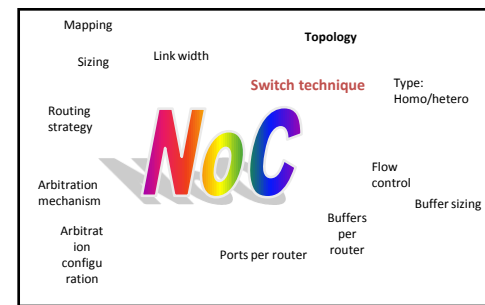 Mapping
Topology
Sizing
Link width
Switch technique
Type:
Homo/hetero
Routing
strategy
NoC
Flow
control
Arbitration
mechanism
Buffer sizing
Buffers
per
router
Arbitrat
ion
configu
ration
Ports per router